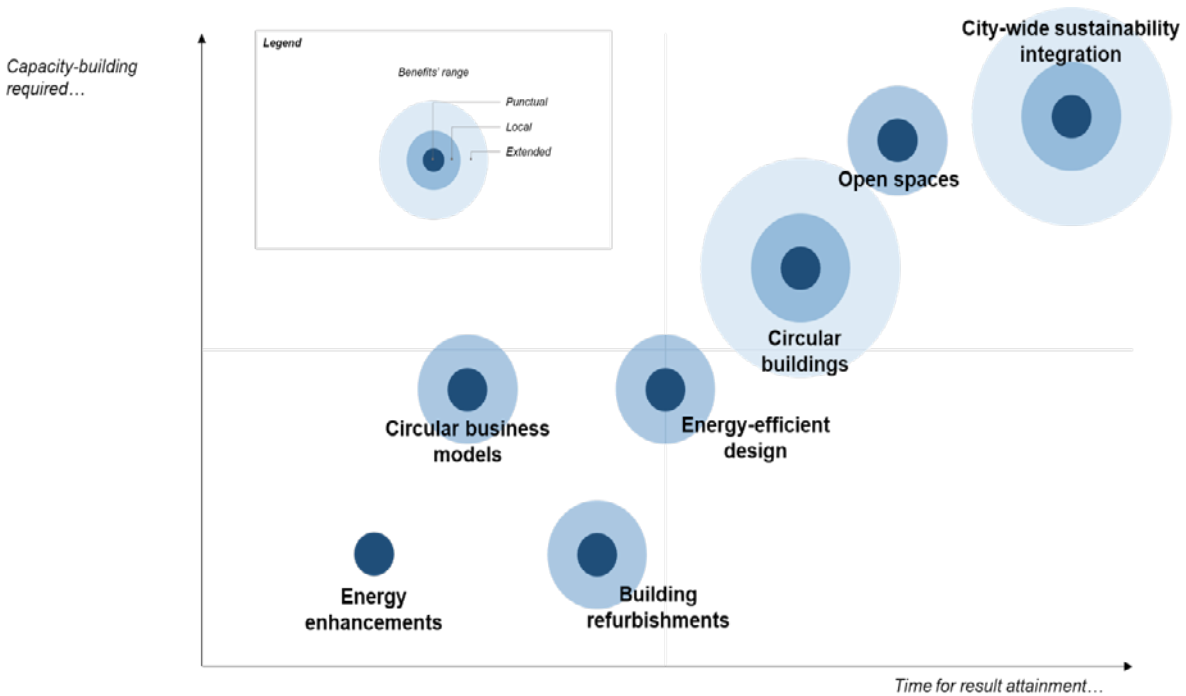 Capacity-building
required…
Legend
Benefits' range
Punctual
Local
Extended
City-wide sustainability
integration
Open spaces
Circular
buildings
Circular business
models
Energy-efficient
design
Energy
enhancements
Building
refurbishments
Time for result attainment…